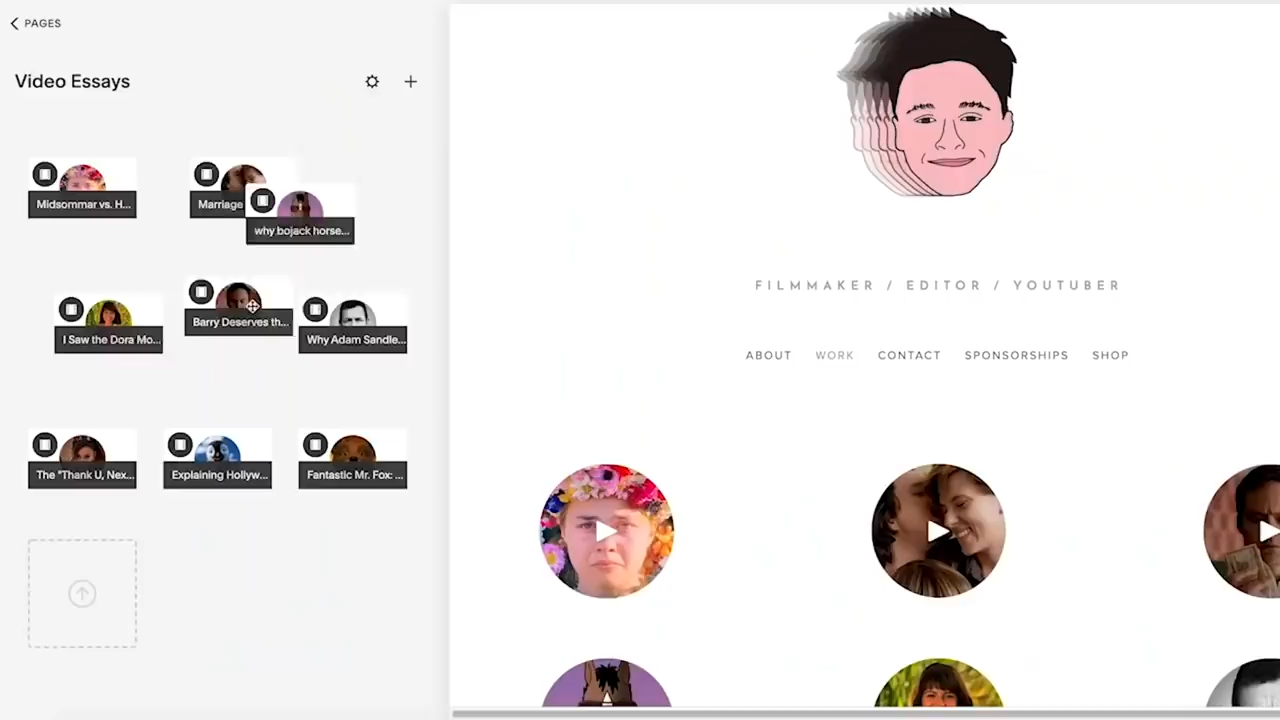 PAGES
Video Essays
Midsommar vs. H...
Marriage
why bojack horse...
I Saw the Dora Mo...
Barry Deserves th...
Why Adam Sandle...
The "Thank U, Nex...
Explaining Hollyw...
Fantastic Mr. Fox: ...
FILMMAKER / EDITOR / YOUTUBER
ABOUT WORK CONTACT SPONSORSHIPS SHOP